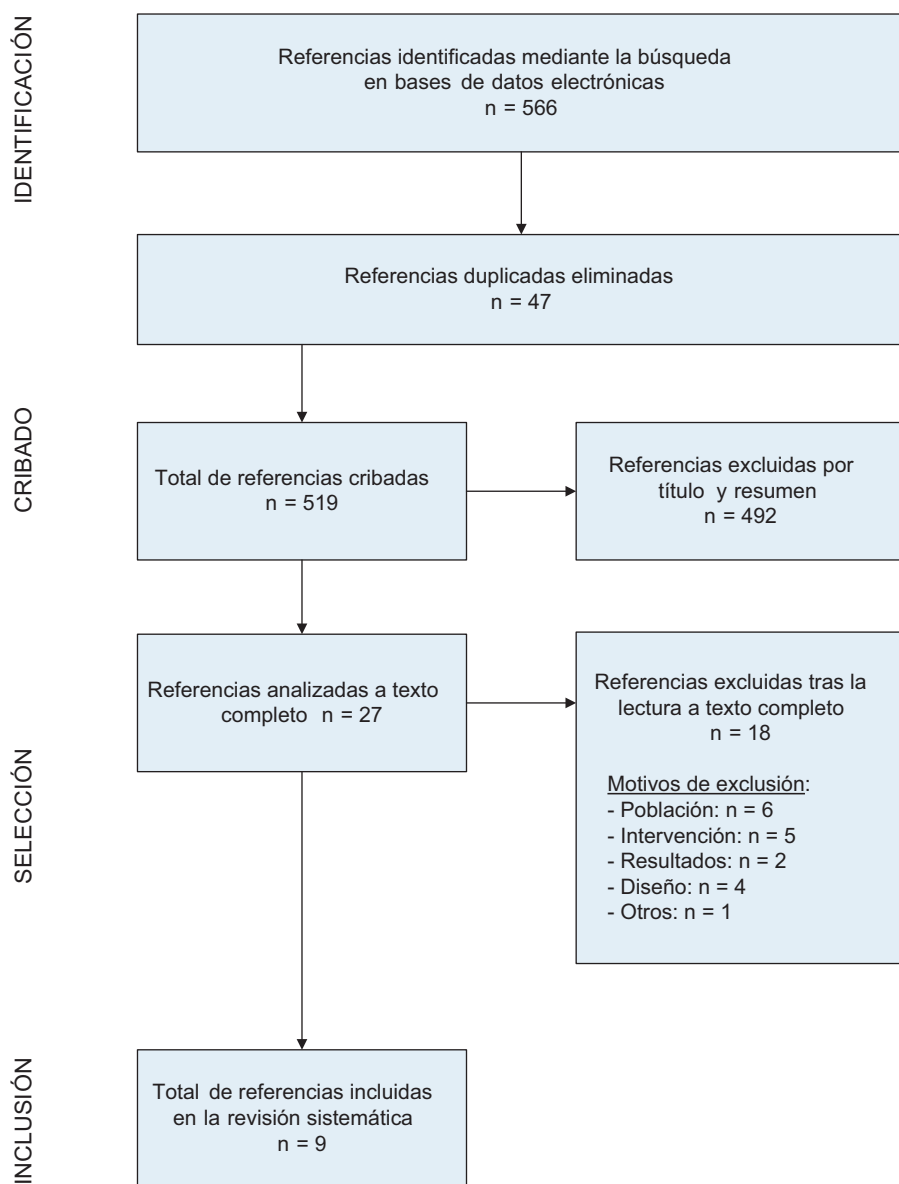 IDENTIFICACIÓN
Referencias identificadas mediante la búsqueda
en bases de datos electrónicas
n = 566
Referencias duplicadas eliminadas
n = 47
CRIBADO
Total de referencias cribadas
n = 519
Referencias excluidas por
título y resumen
n = 492
SELECCIÓN
Referencias analizadas a texto
completo n = 27
Referencias excluidas tras la
lectura a texto completo
n = 18
Motivos de exclusión:
- Población: n = 6
- Intervención: n = 5
- Resultados: n = 2
- Diseño: n = 4
- Otros: n = 1
INCLUSIÓN
Total de referencias incluidas
en la revisión sistemática
n = 9